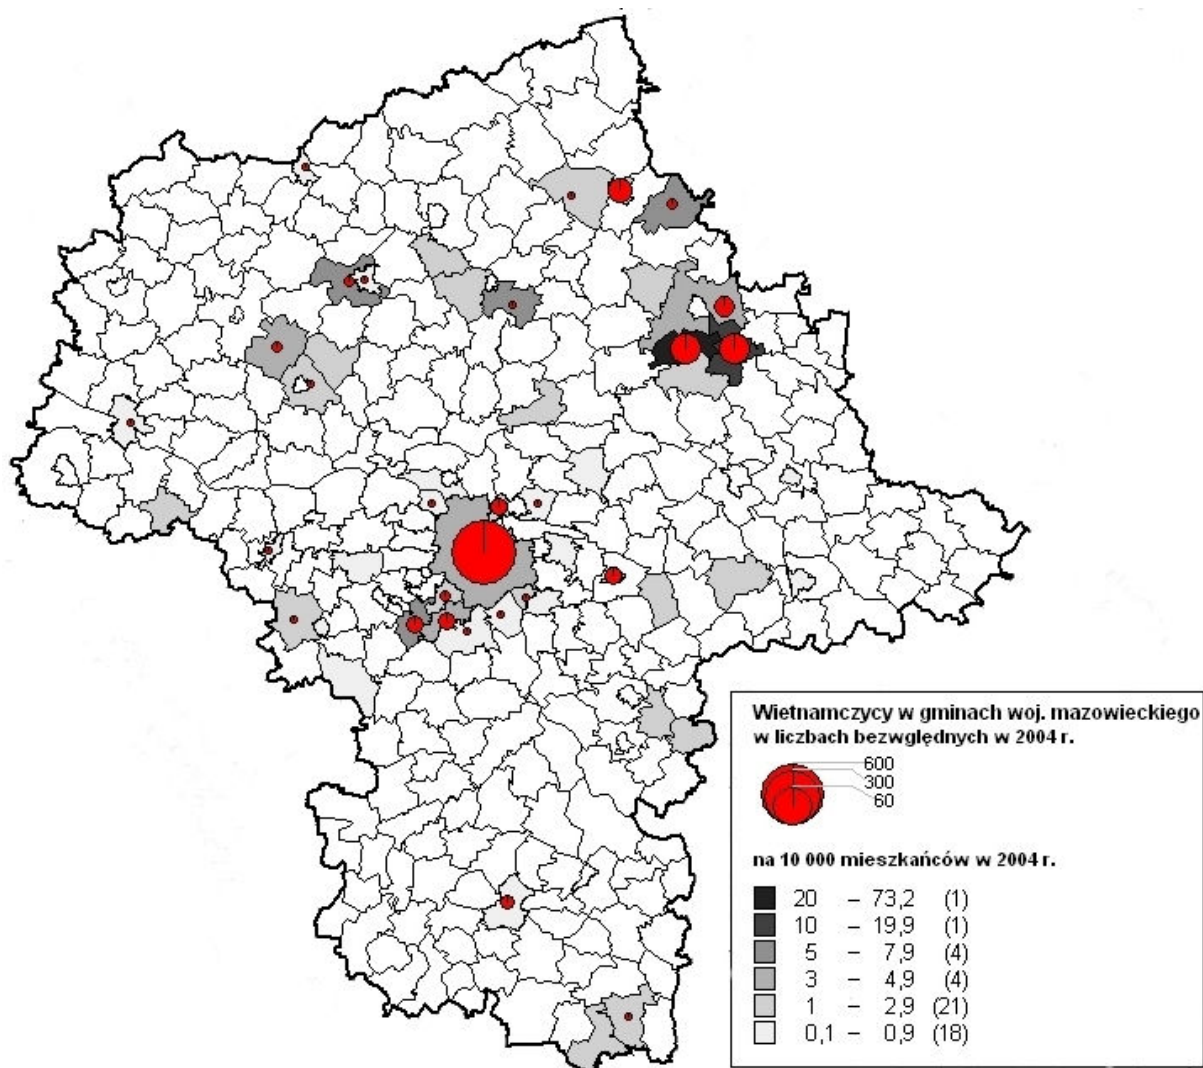 Wietnamczycy w gminach woj. mazowieckiego
w liczbach bezwględnych w 2004 r.
600
300
60
na 10 000 mieszkańców w 2004 r.
20 – 73,2 (1)
10 – 19,9 (1)
5 – 7,9 (4)
3 – 4,9 (4)
1 – 2,9 (21)
0,1 – 0,9 (18)